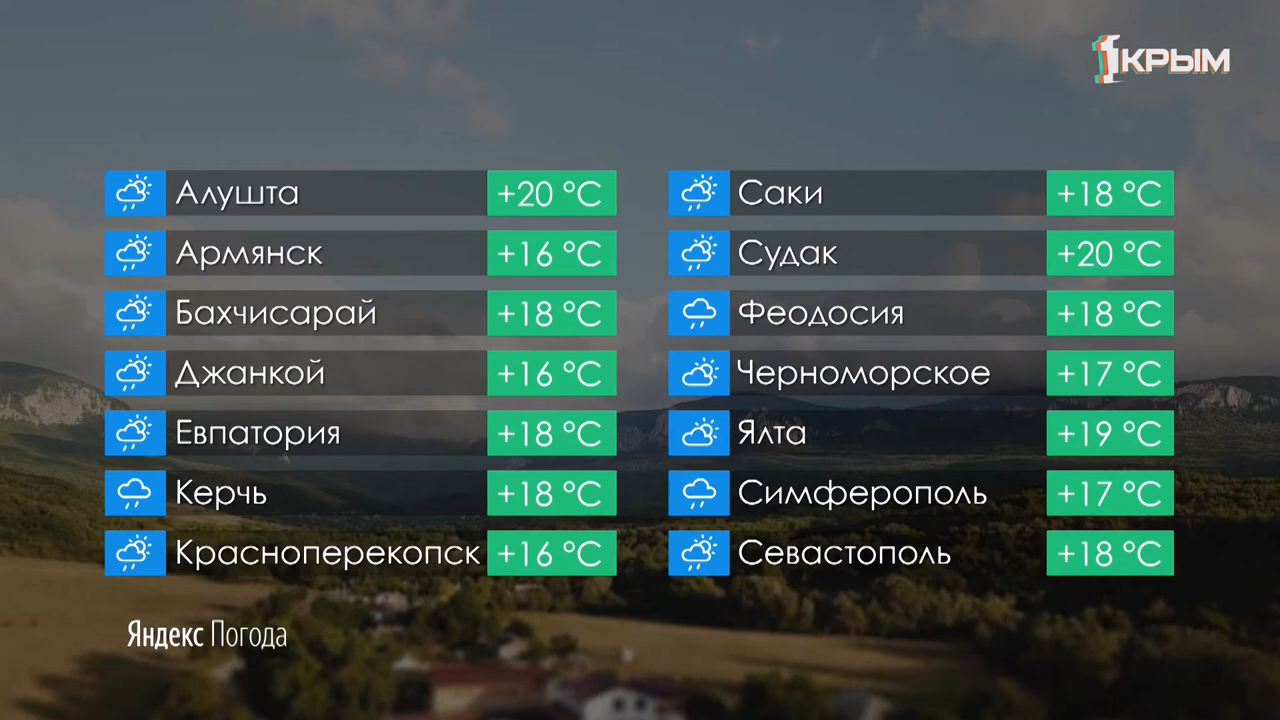 1КРЫМ
Алушта +20 °C
Армянск +16 °C
Бахчисарай +18 °C
Джанкой +16 °C
Евпатория +18 °C
Керчь +18 °C
Красноперекопск +16 °C
Саки +18 °C
Судак +20 °C
Феодосия +18 °C
Черноморское +17 °C
Ялта +19 °C
Симферополь +17 °C
Севастополь +18 °C
Яндекс Погода